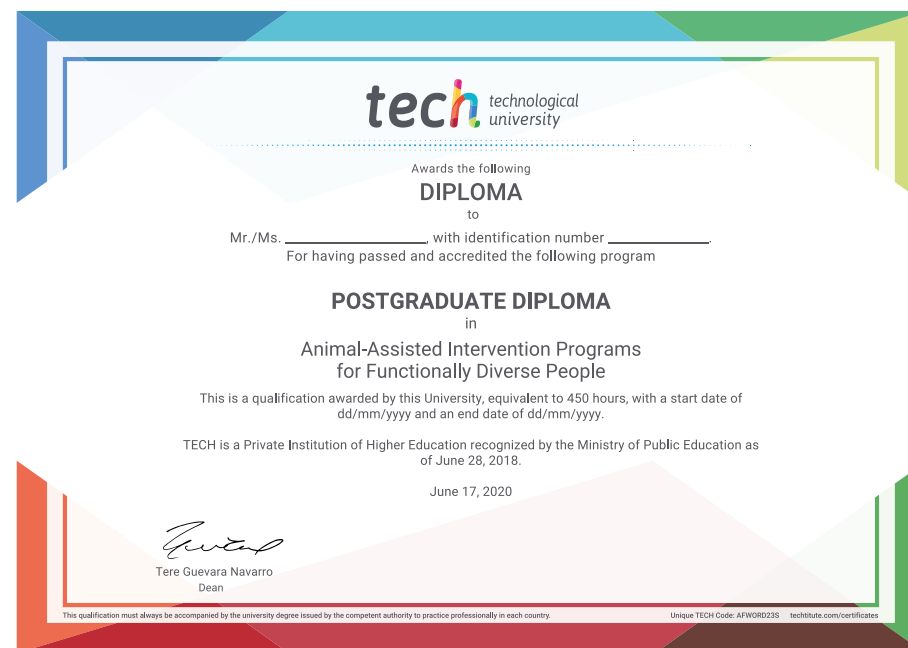 tech technological
university
Awards the following
DIPLOMA
to
Mr./Ms. ____________________, with identification number ______________.
For having passed and accredited the following program
POSTGRADUATE DIPLOMA
in
Animal-Assisted Intervention Programs
for Functionally Diverse People
This is a qualification awarded by this University, equivalent to 450 hours, with a start date of
dd/mm/yyyy and an end date of dd/mm/yyyy.
TECH is a Private Institution of Higher Education recognized by the Ministry of Public Education as
of June 28, 2018.
June 17, 2020
Tere Guevara Navarro
Dean
This qualification must always be accompanied by the university degree issued by the competent authority to practice professionally in each country.
Unique TECH Code: AFWORD23S techtitute.com/certificates